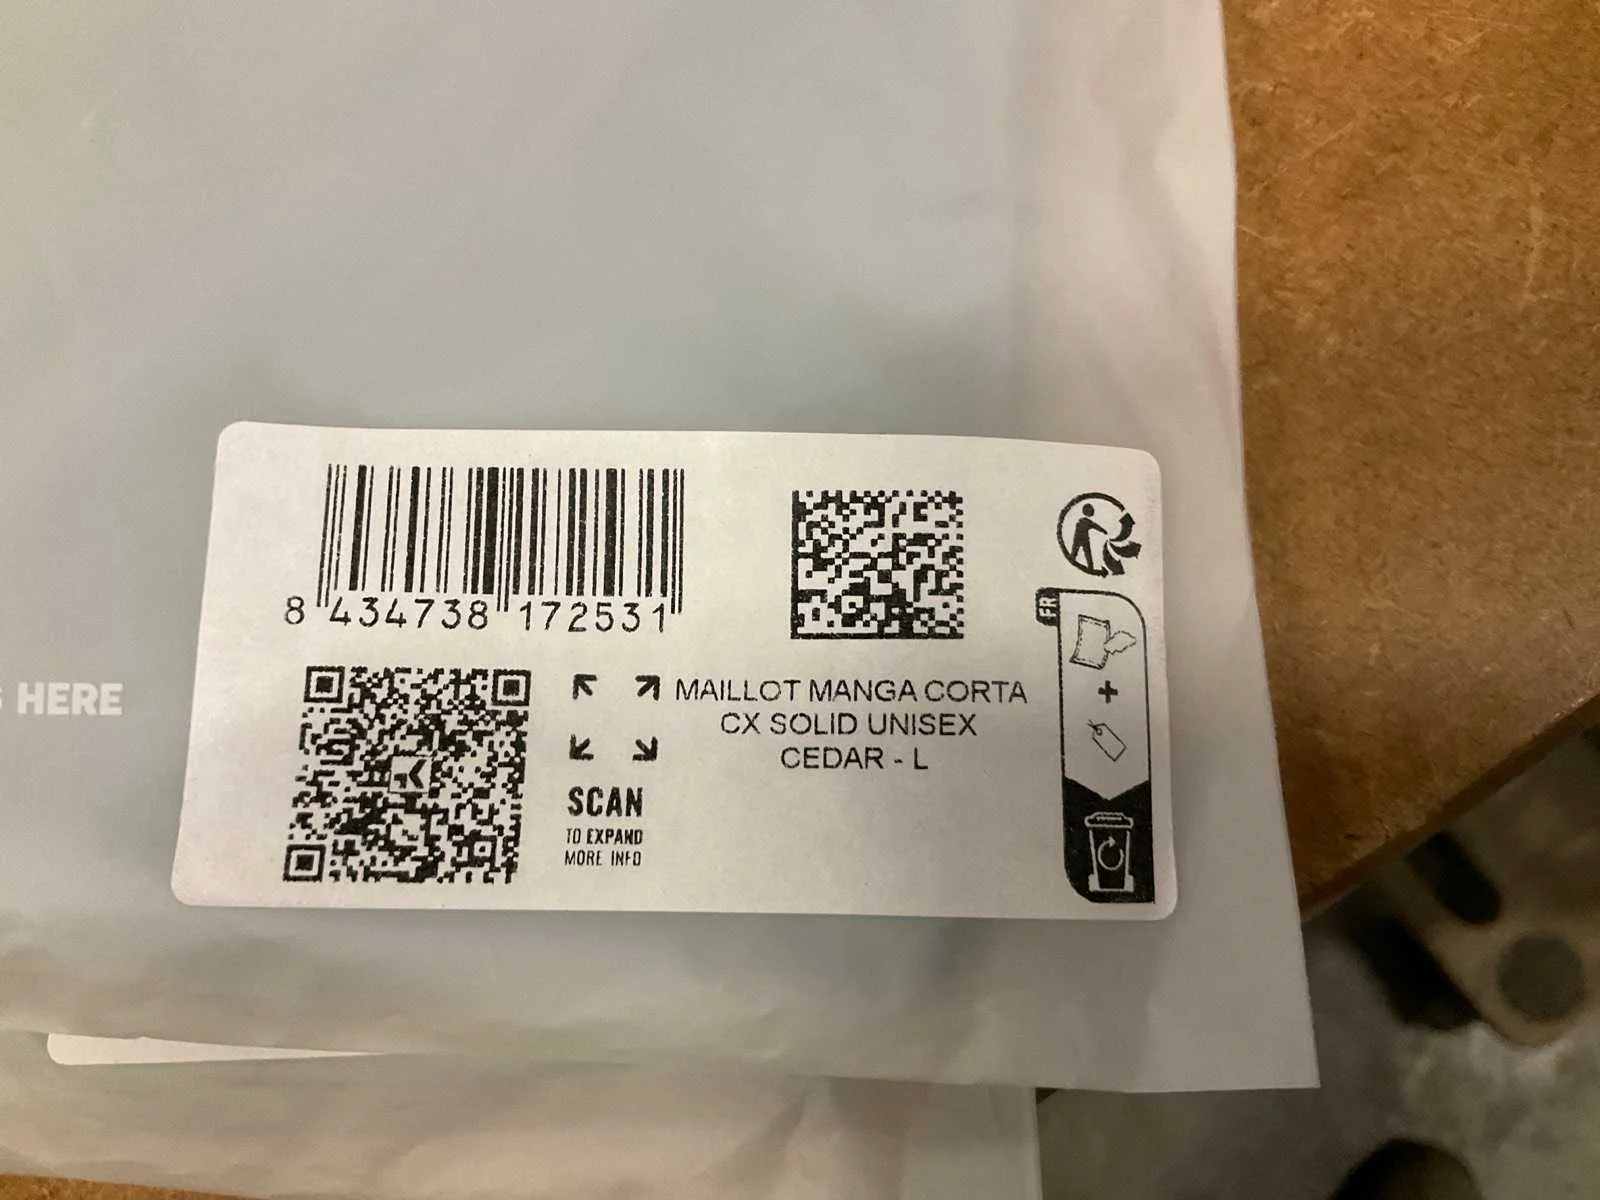 8 434738 172531
HERE
MAILLOT MANGA CORTA
CX SOLID UNISEX
CEDAR - L
SCAN
TO EXPAND
MORE INFO
FR